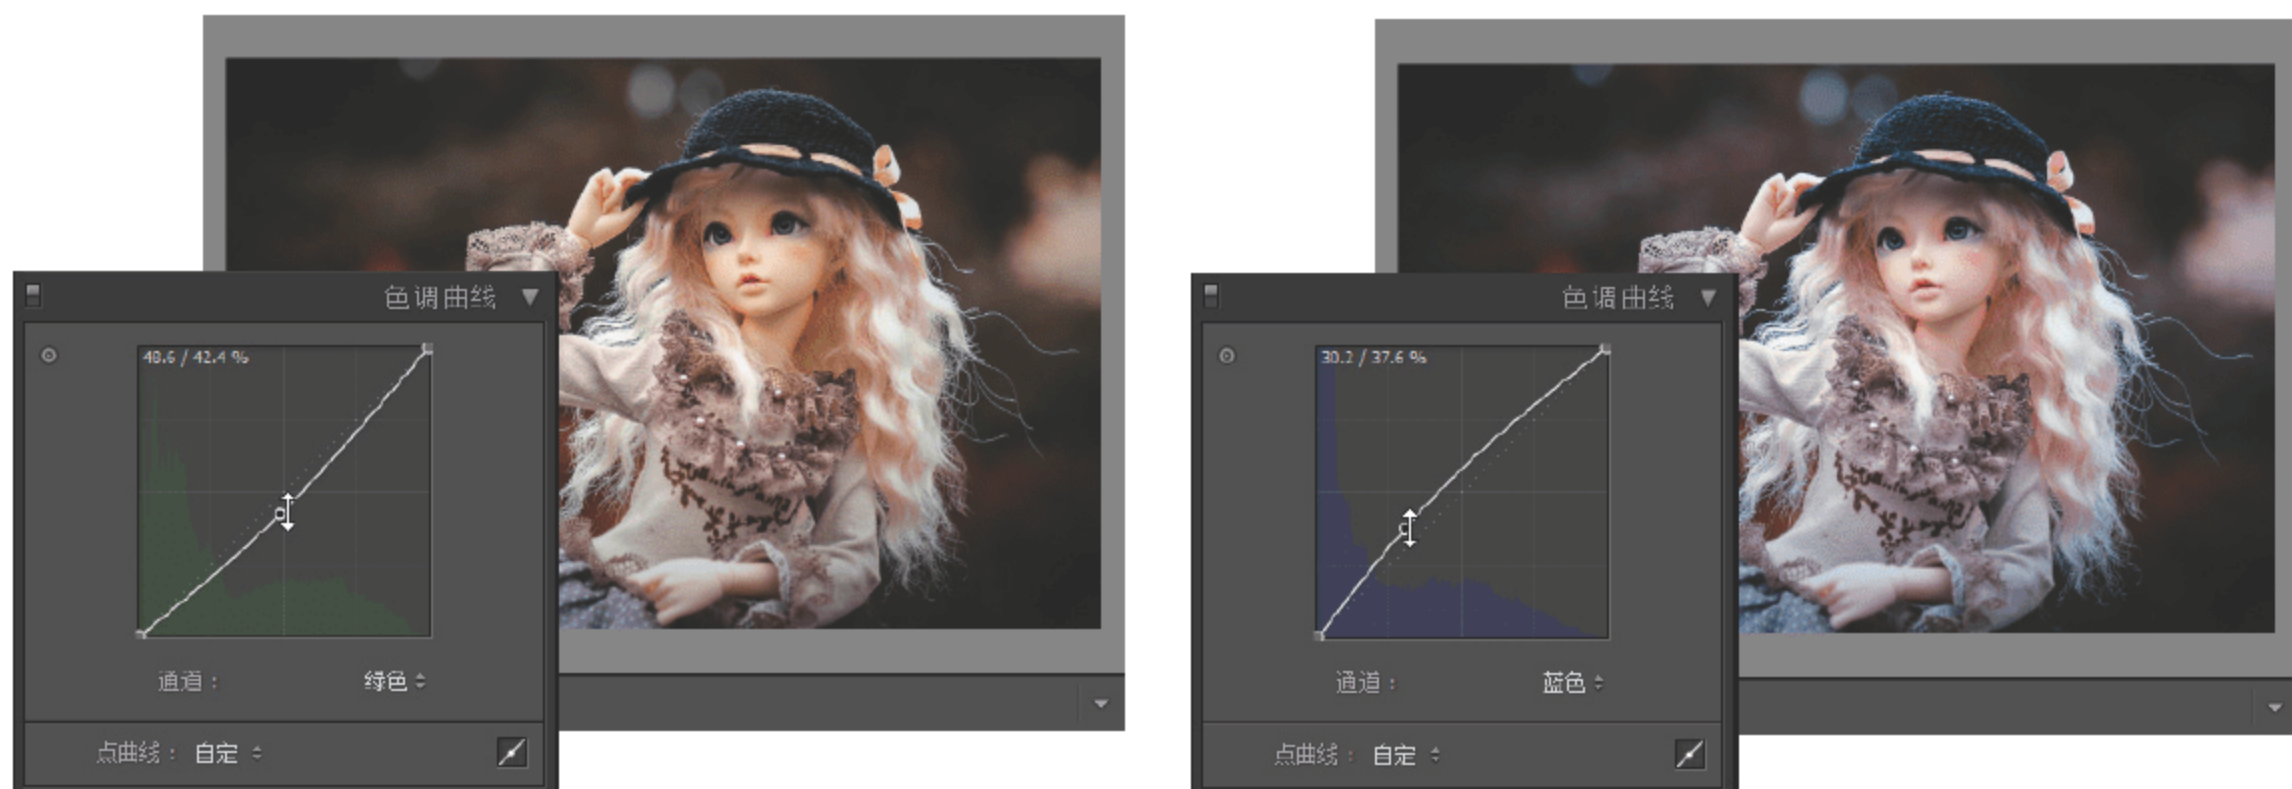 色调曲线
48.6 / 42.4 %
通道：
绿色
点曲线： 自定
色调曲线
30.2 / 37.6 %
通道：
蓝色
点曲线： 自定